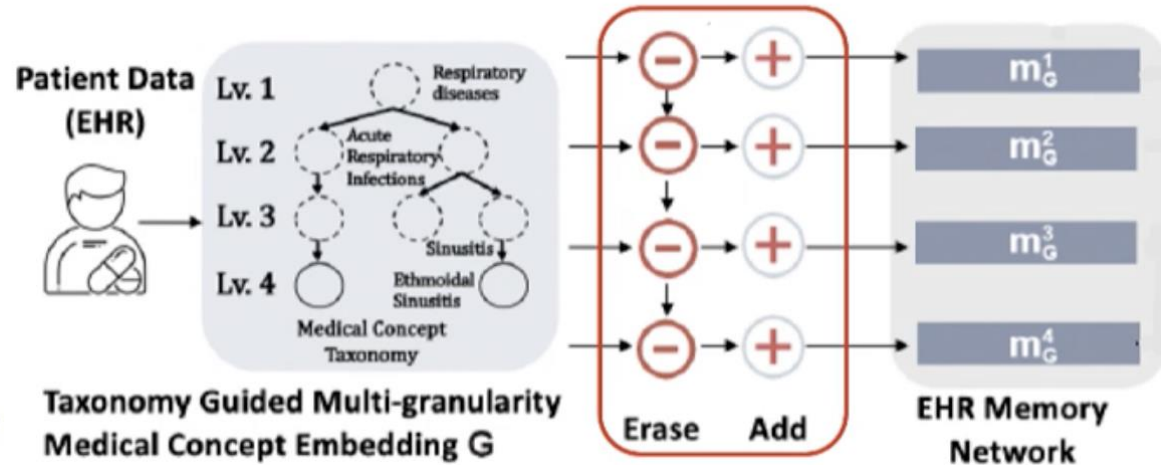 Patient Data
(EHR)
Lv. 1
Respiratory
diseases
Lv. 2
Acute
Respiratory
Infections
Lv. 3
Sinusitis
Lv. 4
Ethmoidal
Sinusitis
Medical Concept
Taxonomy
Taxonomy Guided Multi-granularity
Medical Concept Embedding G
− +
− +
− +
− +
Erase Add
m¹G
m²G
m³G
m⁴G
EHR Memory
Network